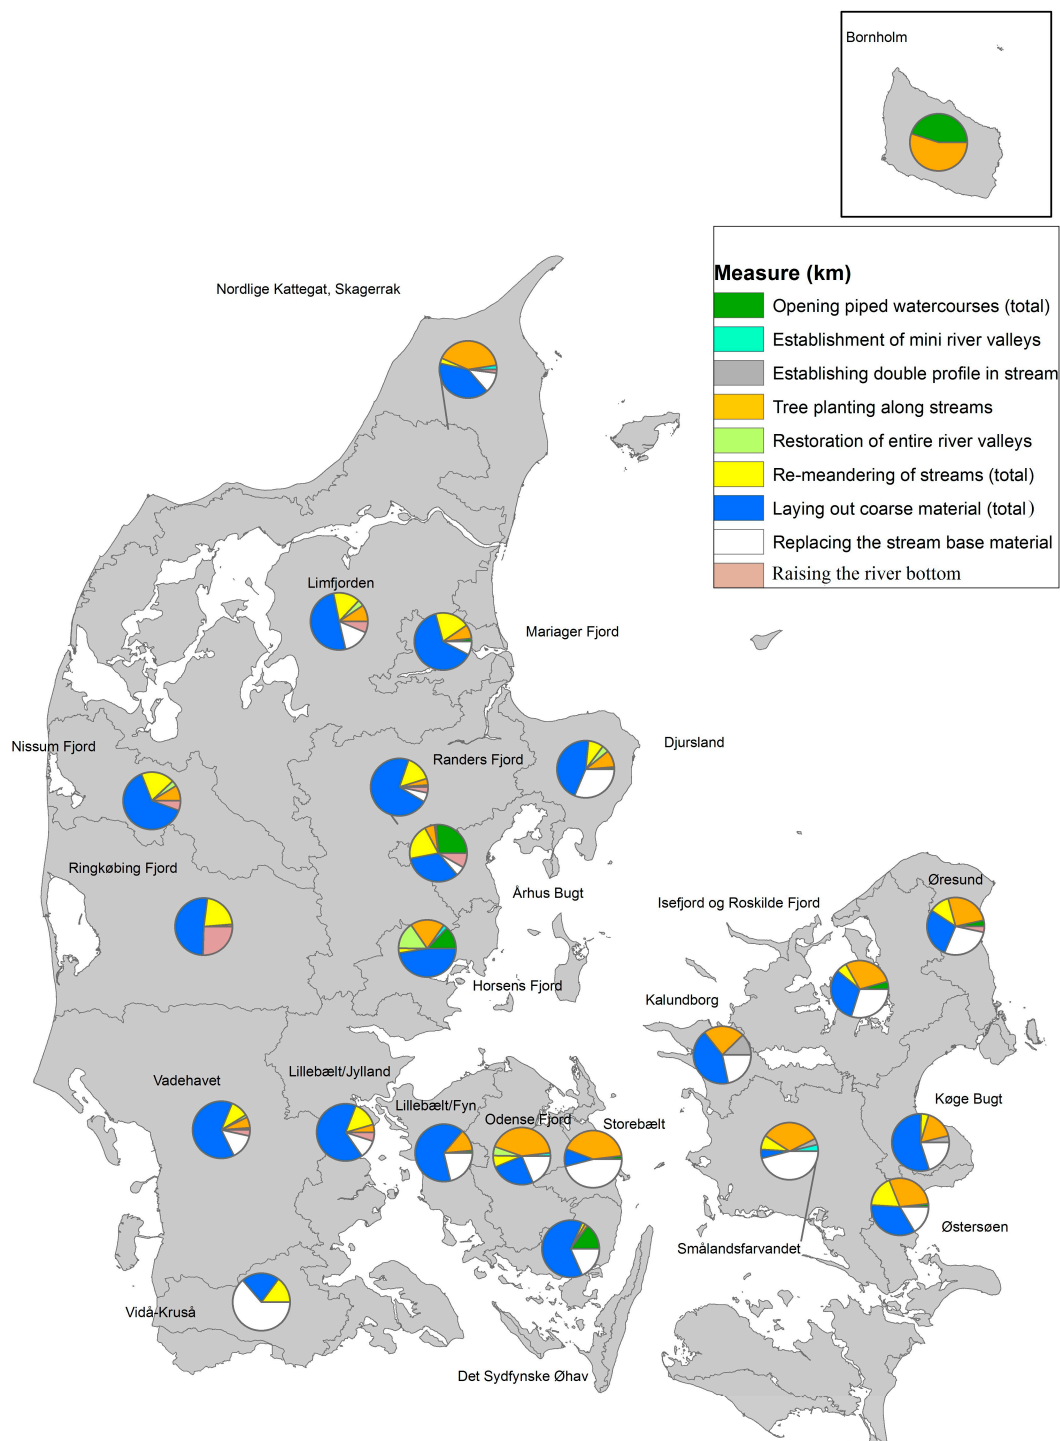 Bornholm
Measure (km)
Opening piped watercourses (total)
Establishment of mini river valleys
Establishing double profile in stream
Tree planting along streams
Restoration of entire river valleys
Re-meandering of streams (total)
Laying out coarse material (total)
Replacing the stream base material
Raising the river bottom
Nordlige Kattegat, Skagerrak
Limfjorden
Mariager Fjord
Nissum Fjord
Randers Fjord
Djursland
Ringkøbing Fjord
Århus Bugt
Øresund
Isefjord og Roskilde Fjord
Horsens Fjord
Kalundborg
Vadehavet
Lillebælt/Jylland
Lillebælt/Fyn
Odense Fjord
Storebælt
Køge Bugt
Østersøen
Smålandsfarvandet
Vidå-Kruså
Det Sydfynske Øhav